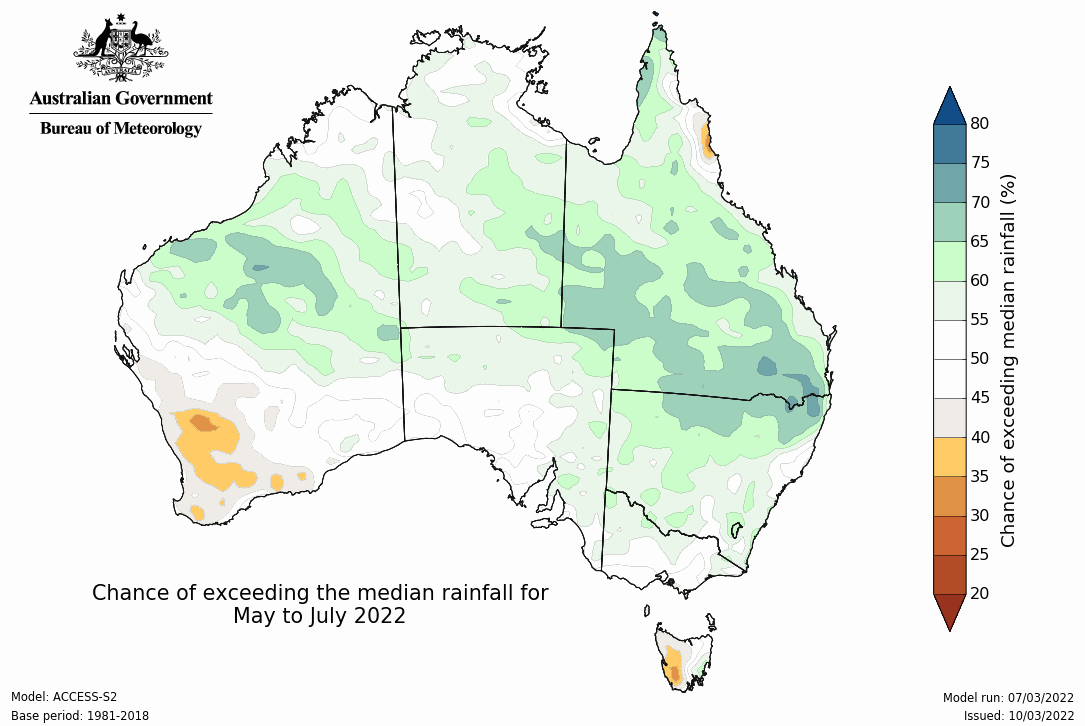 Australian Government
Bureau of Meteorology
80
75
70
65
60
55
50
45
40
35
30
25
20
Chance of exceeding median rainfall (%)
Chance of exceeding the median rainfall for
May to July 2022
Model: ACCESS-S2
Base period: 1981-2018
Model run: 07/03/2022
Issued: 10/03/2022